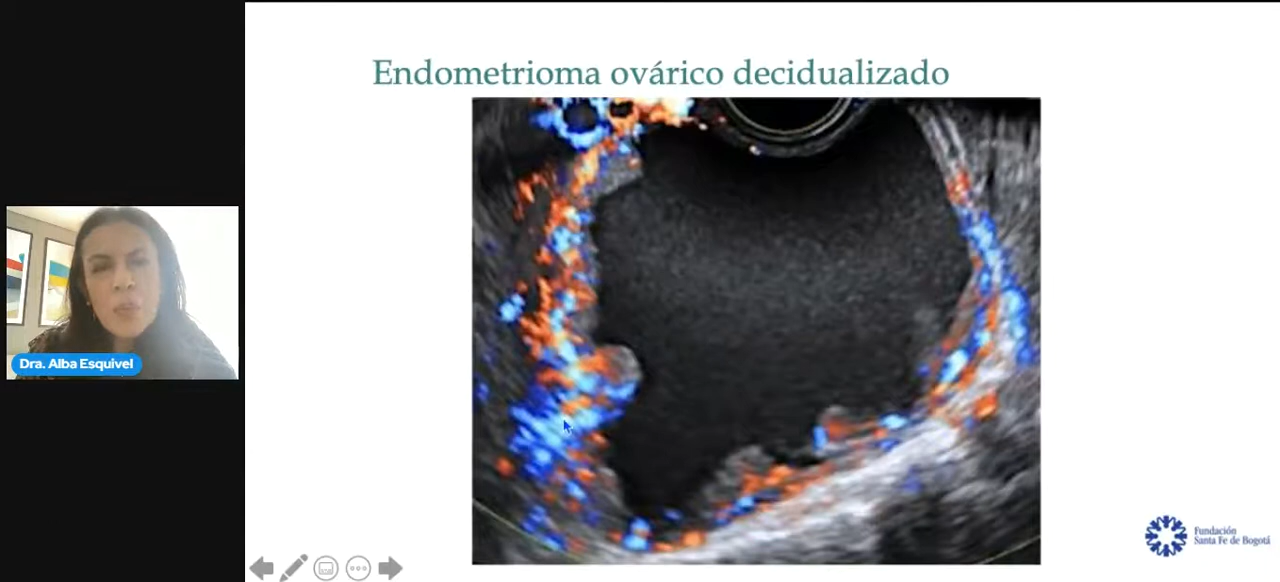 Endometrioma ovárico decidualizado
Dra. Alba Esquivel
Fundación
Santa Fe de Bogotá